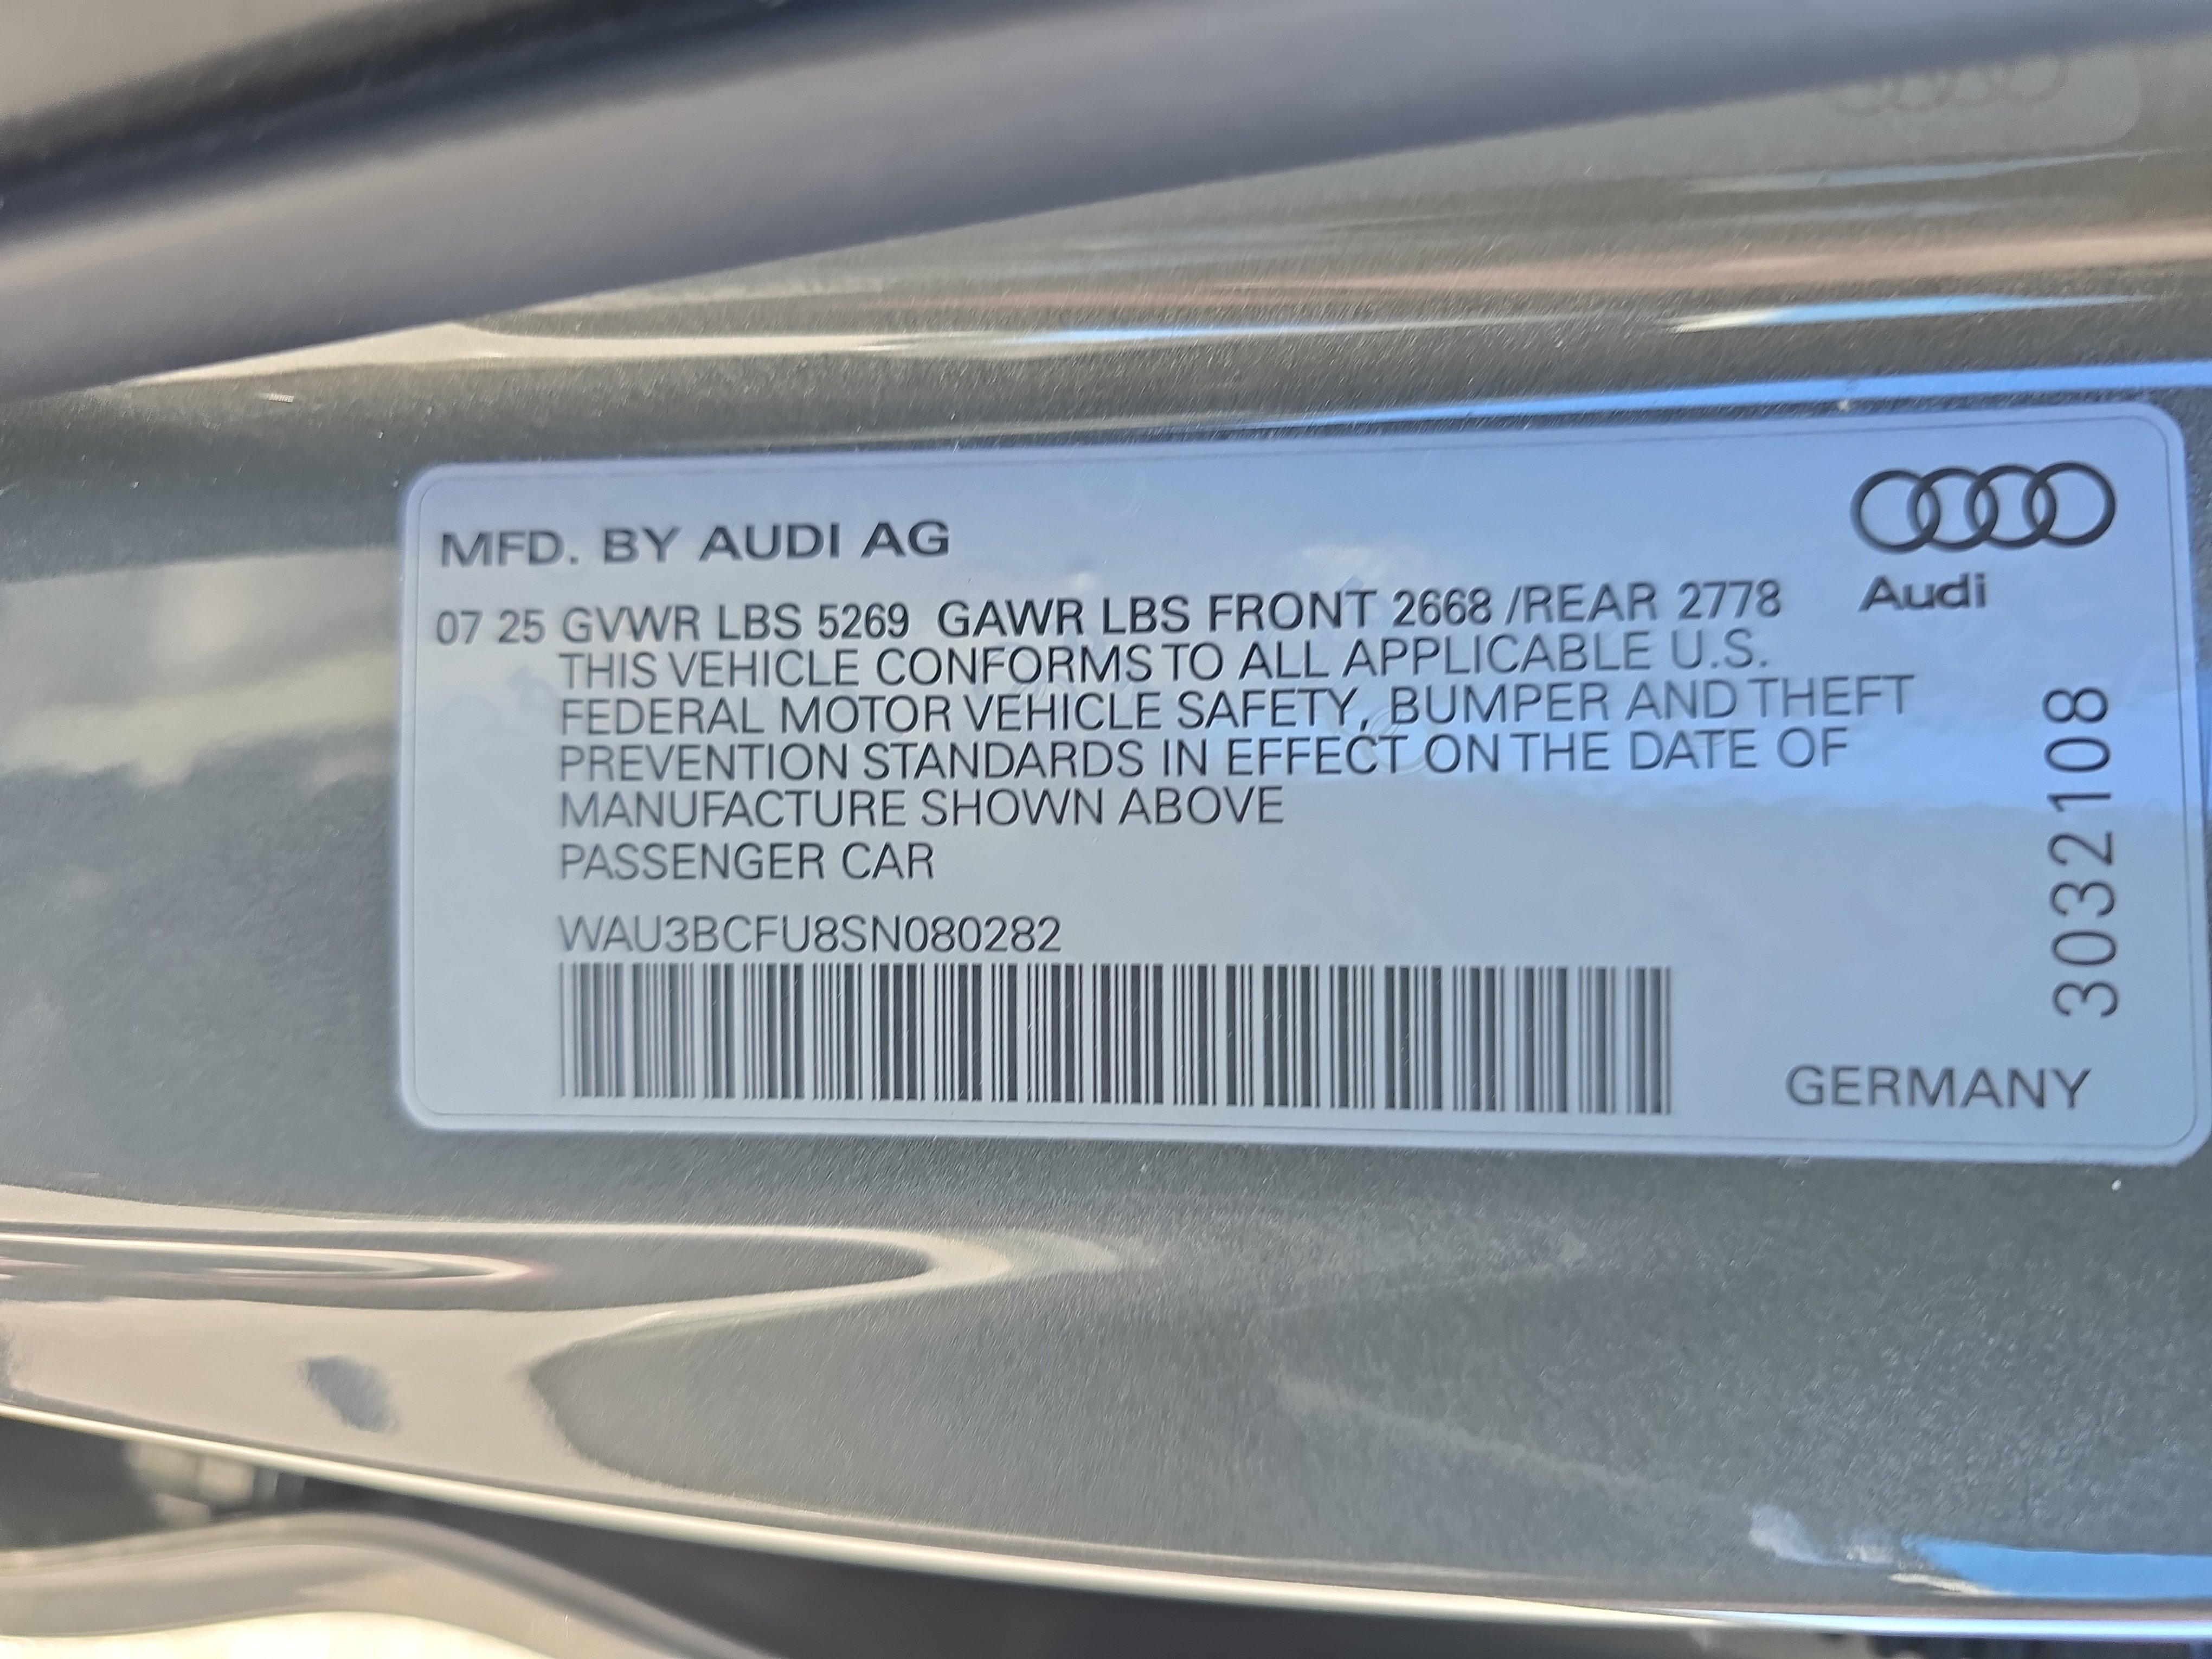 MFD. BY AUDI AG
07 25 GVWR LBS 5269 GAWR LBS FRONT 2668 /REAR 2778
THIS VEHICLE CONFORMS TO ALL APPLICABLE U.S.
FEDERAL MOTOR VEHICLE SAFETY, BUMPER AND THEFT
PREVENTION STANDARDS IN EFFECT ON THE DATE OF
MANUFACTURE SHOWN ABOVE
PASSENGER CAR
WAU3BCFU8SN080282
Audi
3032108
GERMANY